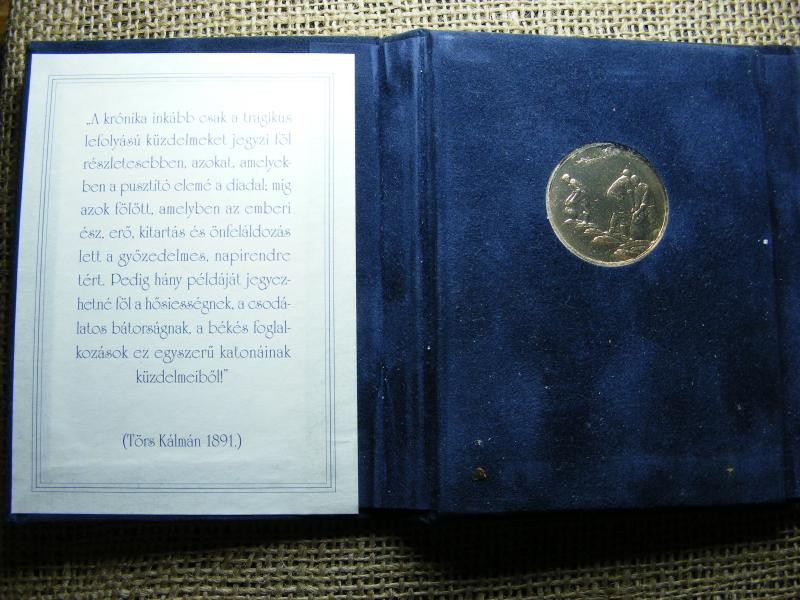 „A krónika inkább csak a tragikus
lefolyású küzdelmeket jegyzi föl
részletesebben, azokat, amelyek-
ben a pusztító elemé a diadal; míg
azok fölött, amelyben az emberi
ész, erő, kitartás és önfeláldozás
lett a győzedelmes, napirendre
tért. Pedig hány példáját jegyez-
hetné föl a hősiességnek, a csodá-
latos bátorságnak, a békés foglal-
kozások ez egyszerű katonáinak
küzdelmeiből!”
(Törs Kálmán 1891.)